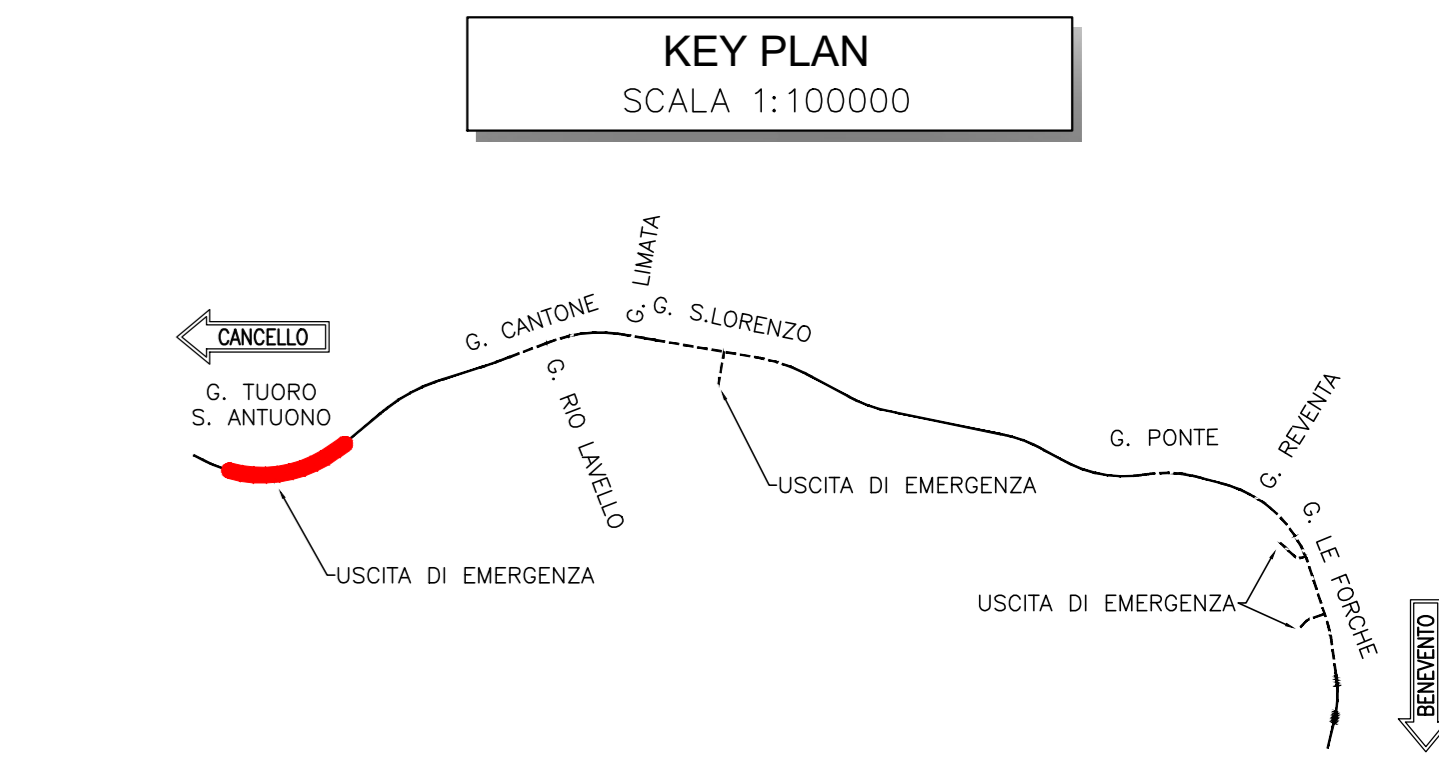 KEY PLAN
SCALA 1:100000
CANCELLO
G. TUORO
S. ANTUONO
G. CANTONE
G. LIMATA
G. S.LORENZO
G. RIO LAVELLO
USCITA DI EMERGENZA
USCITA DI EMERGENZA
G. PONTE
G. REVENTA
G. LE FORCHE
USCITA DI EMERGENZA
BENEVENTO